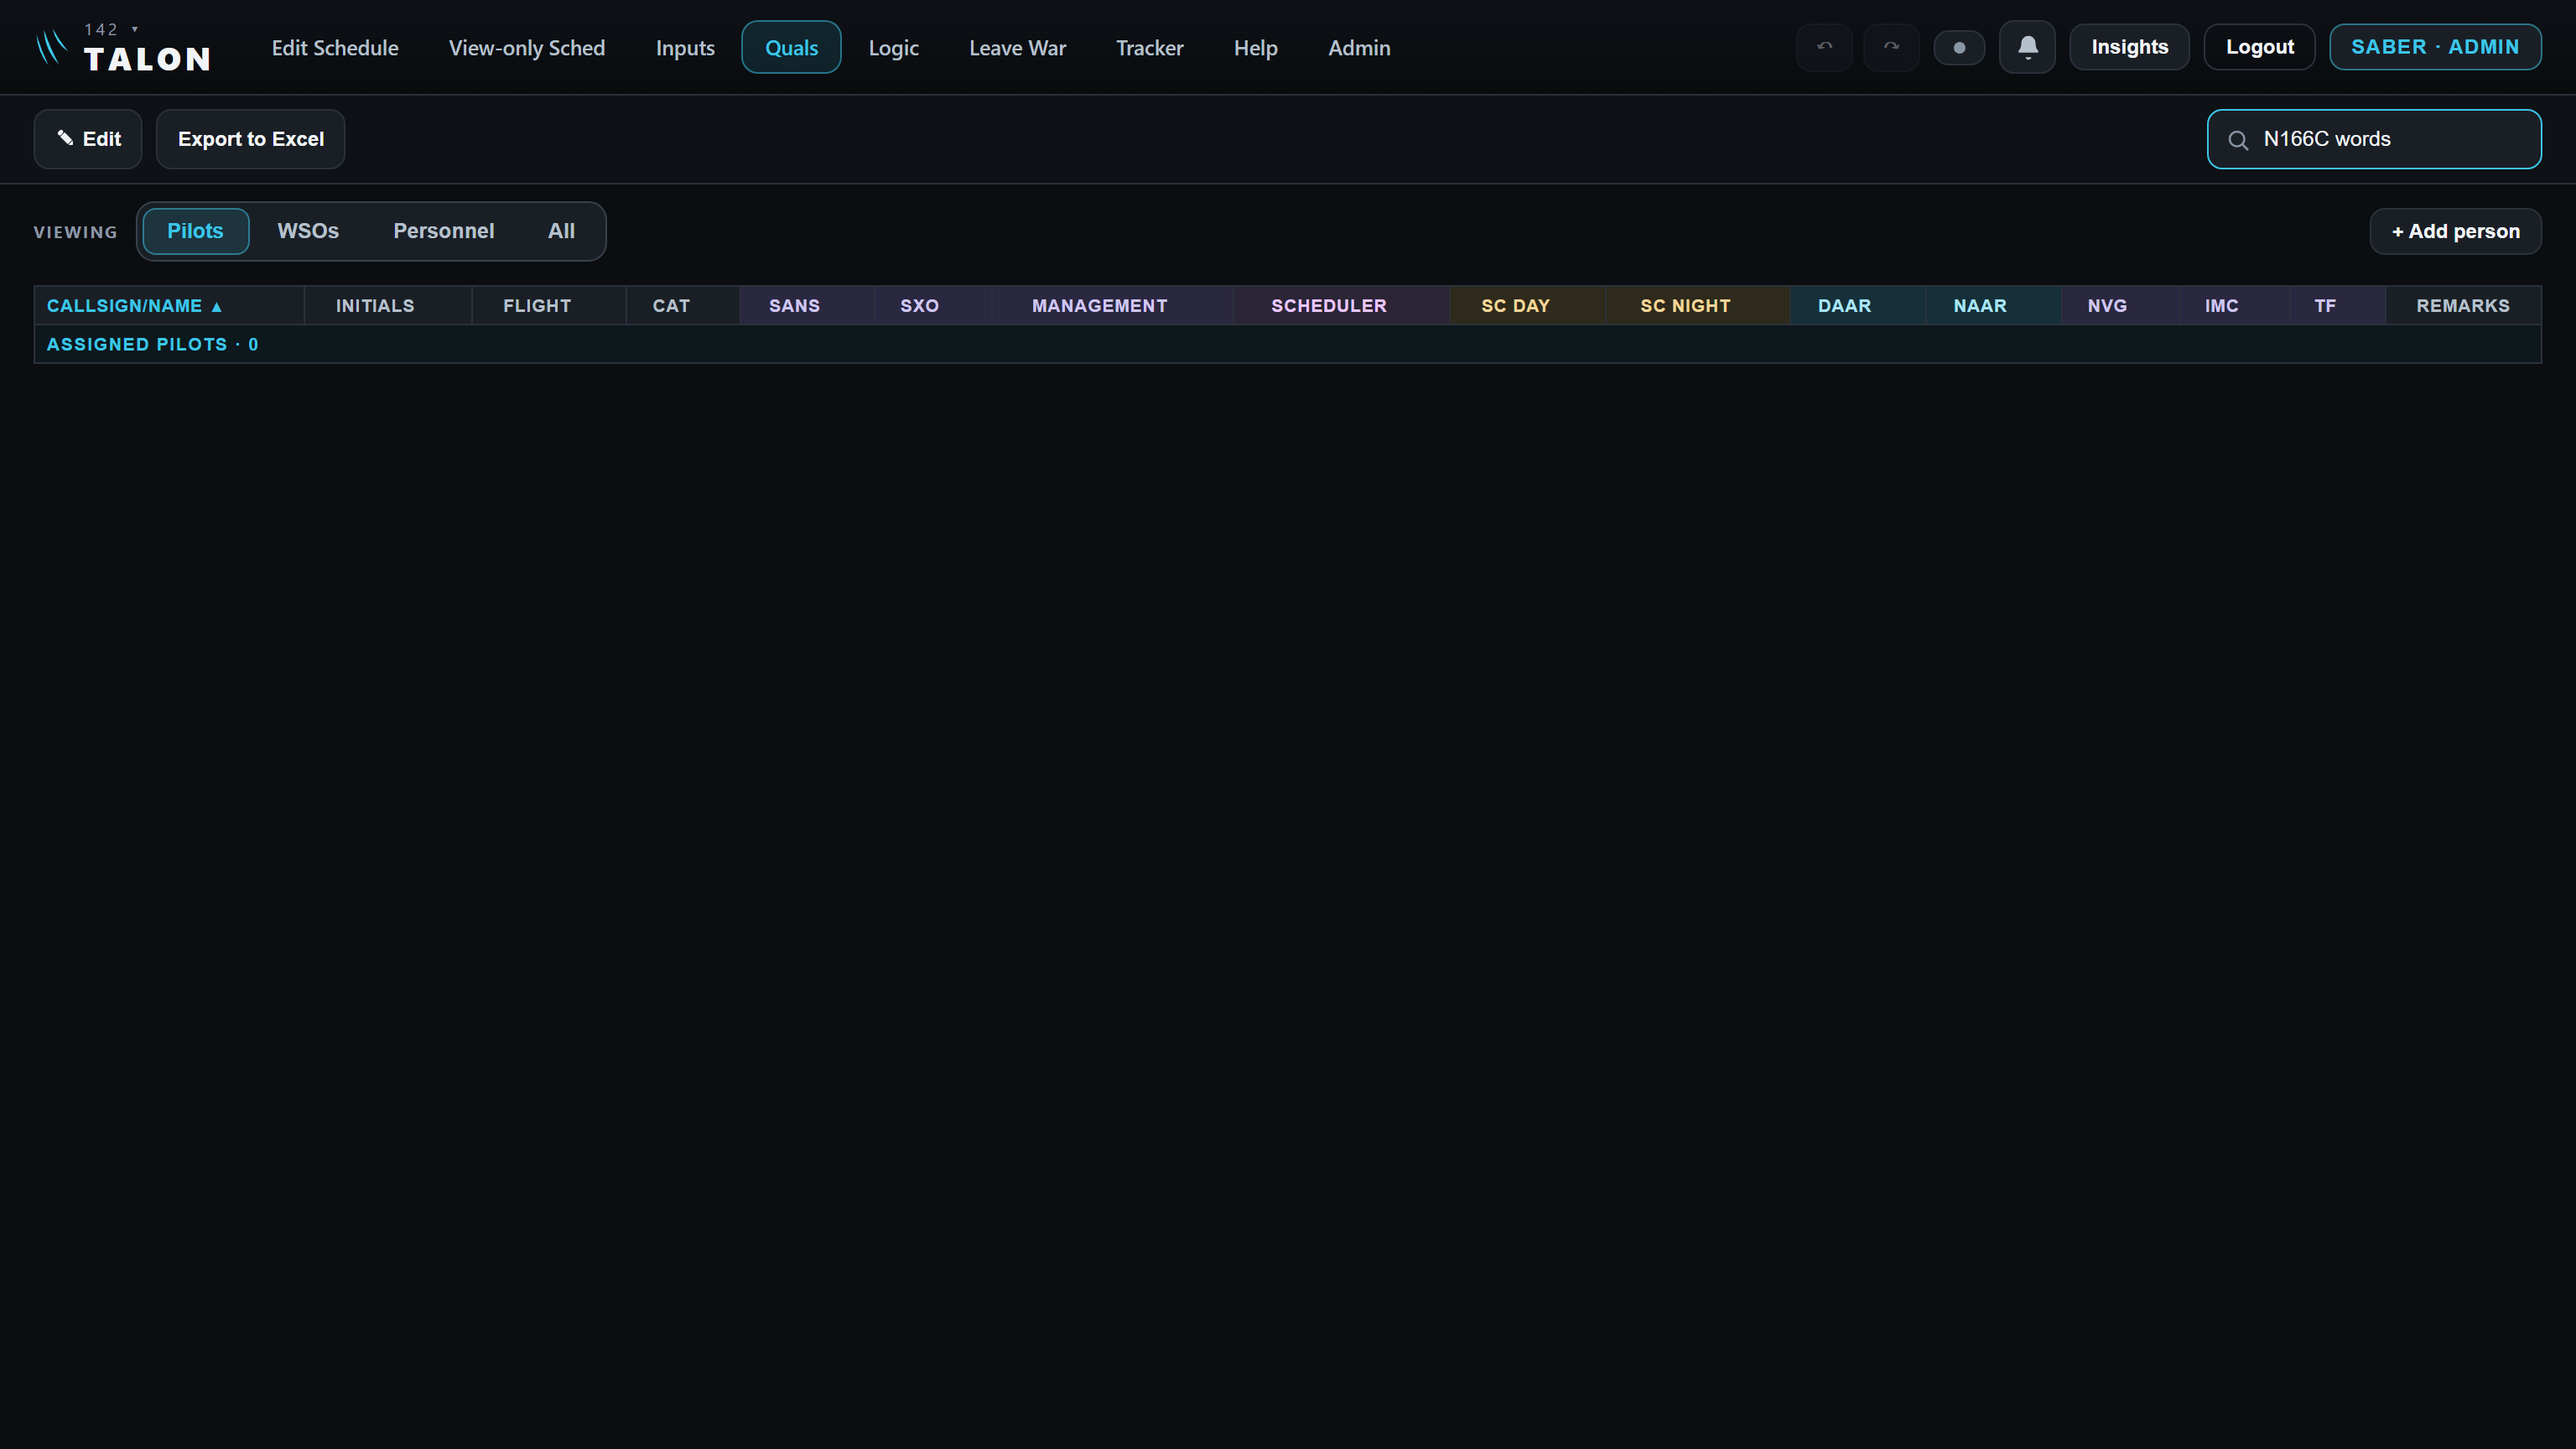 142 ▾
TALON
Edit Schedule View-only Sched Inputs Quals Logic Leave War Tracker Help Admin
Insights Logout SABER · ADMIN
Edit Export to Excel
N166C words
VIEWING Pilots WSOs Personnel All
+ Add person
CALLSIGN/NAME ▲ INITIALS FLIGHT CAT SANS SXO MANAGEMENT SCHEDULER SC DAY SC NIGHT DAAR NAAR NVG IMC TF REMARKS
ASSIGNED PILOTS · 0